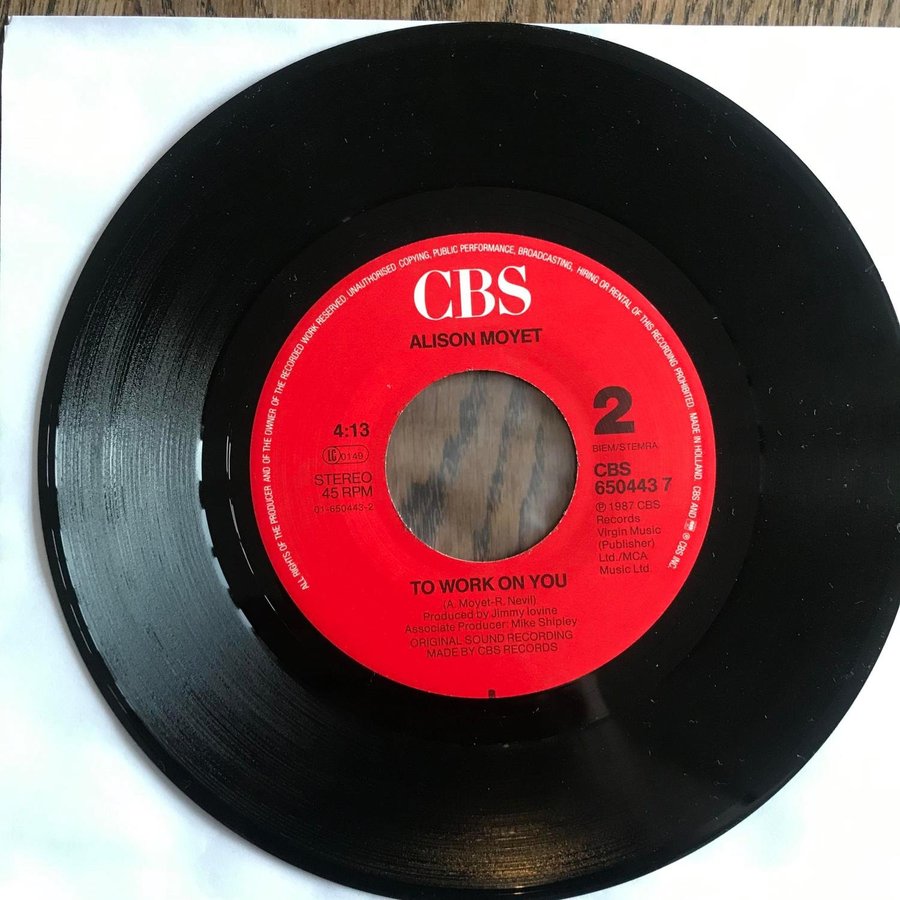 ALL RIGHTS OF THE PRODUCER AND OF THE OWNER OF THE RECORDED WORK RESERVED. UNAUTHORISED COPYING, PUBLIC PERFORMANCE, BROADCASTING, HIRING OR RENTAL OF THIS RECORDING PROHIBITED. MADE IN HOLLAND. CBS AND ® CBS INC.
CBS
ALISON MOYET
4:13
LC 0149
STEREO
45 RPM
01-650443-2
2
BIEM/STEMRA
CBS
650443 7
℗ 1987 CBS
Records
Virgin Music
(Publisher)
Ltd./MCA
Music Ltd.
TO WORK ON YOU
(A. Moyet-R. Nevil)
Produced by Jimmy Iovine
Associate Producer: Mike Shipley
ORIGINAL SOUND RECORDING
MADE BY CBS RECORDS